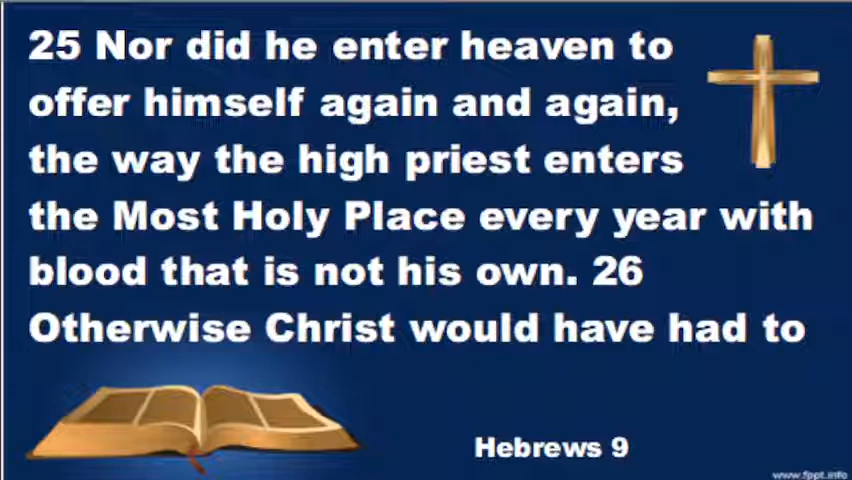 25 Nor did he enter heaven to
offer himself again and again,
the way the high priest enters
the Most Holy Place every year with
blood that is not his own. 26
Otherwise Christ would have had to
Hebrews 9
www.fppt.info